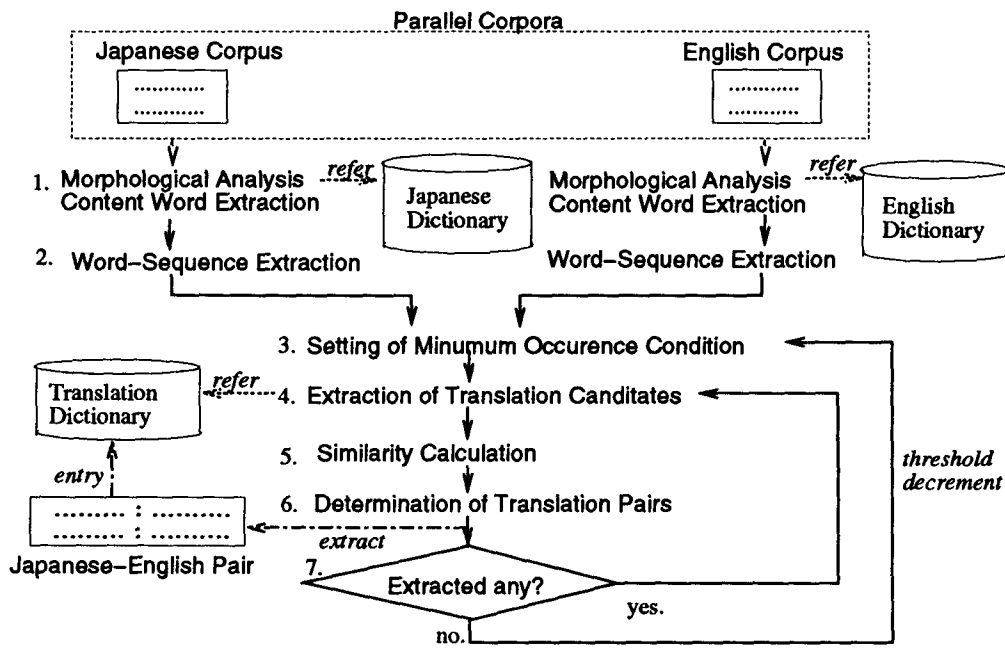 Parallel Corpora
Japanese Corpus
English Corpus
1. Morphological Analysis
Content Word Extraction
refer
Japanese
Dictionary
Morphological Analysis
Content Word Extraction
refer
English
Dictionary
2. Word-Sequence Extraction
Word-Sequence Extraction
3. Setting of Minumum Occurence Condition
Translation
Dictionary
refer
4. Extraction of Translation Canditates
5. Similarity Calculation
threshold
decrement
entry
6. Determination of Translation Pairs
extract
Japanese-English Pair
7.
Extracted any?
yes.
no.